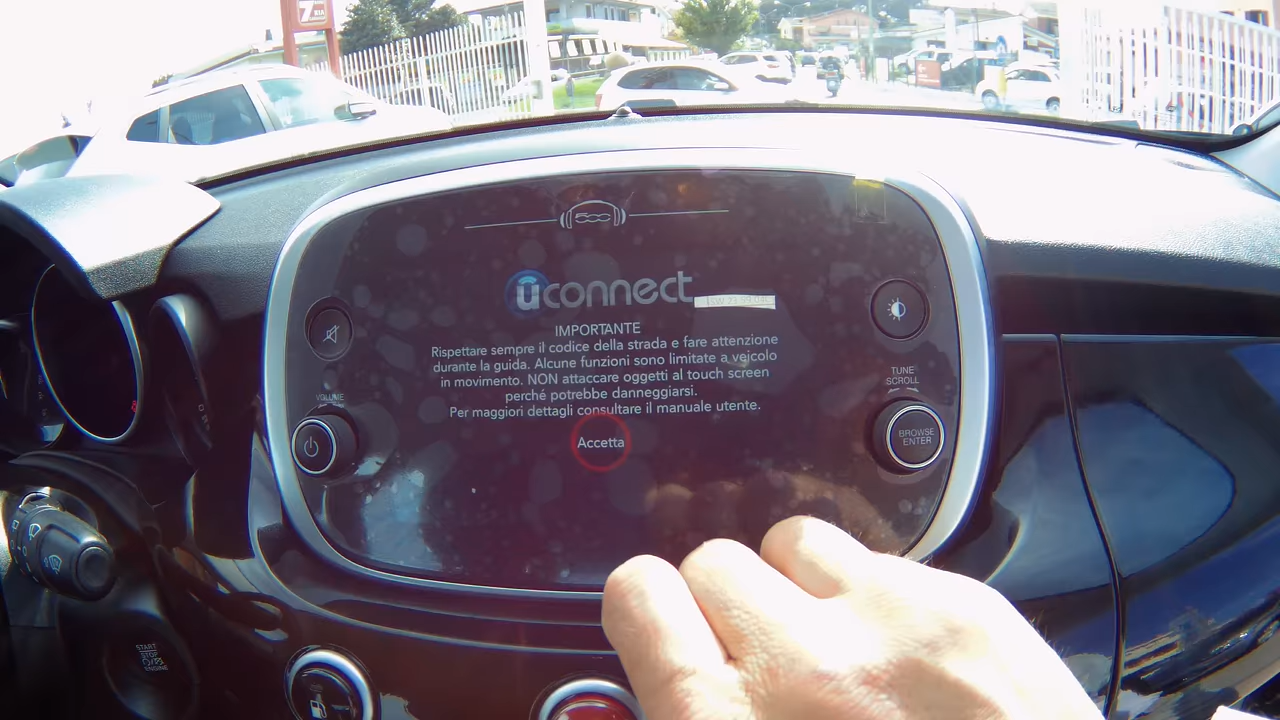 500
uconnect
IMPORTANTE
Rispettare sempre il codice della strada e fare attenzione
durante la guida. Alcune funzioni sono limitate a veicolo
in movimento. NON attaccare oggetti al touch screen
perché potrebbe danneggiarsi.
Per maggiori dettagli consultare il manuale utente.
Accetta
VOLUME
TUNE
SCROLL
BROWSE
ENTER
START
STOP
ENGINE